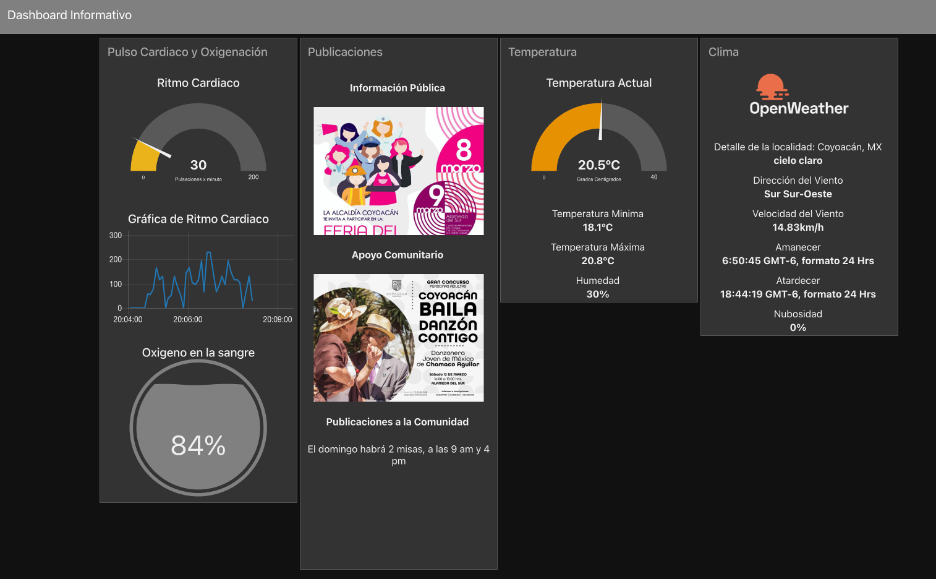 Dashboard Informativo
Pulso Cardiaco y Oxigenación
Ritmo Cardiaco
30
0
Pulsaciones x minuto
200
Gráfica de Ritmo Cardiaco
300
200
100
0
20:04:00
20:06:00
20:09:00
Oxigeno en la sangre
84%
Publicaciones
Información Pública
8
marzo
9
marzo
LA ALCALDÍA COYOACÁN
TE INVITA A PARTICIPAR EN LA
FERIA DEL
Apoyo Comunitario
GRAN CONCURSO
COYOACÁN
BAILA
DANZÓN
CONTIGO
Danzonera
Joven de México
de Chamaco Aguilar
ALAMEDA DEL SUR
Publicaciones a la Comunidad
El domingo habrá 2 misas, a las 9 am y 4
pm
Temperatura
Temperatura Actual
20.5°C
0
Grados Centigrados
40
Temperatura Minima
18.1°C
Temperatura Máxima
20.8°C
Humedad
30%
Clima
OpenWeather
Detalle de la localidad: Coyoacán, MX
cielo claro
Dirección del Viento
Sur Sur-Oeste
Velocidad del Viento
14.83km/h
Amanecer
6:50:45 GMT-6, formato 24 Hrs
Atardecer
18:44:19 GMT-6, formato 24 Hrs
Nubosidad
0%